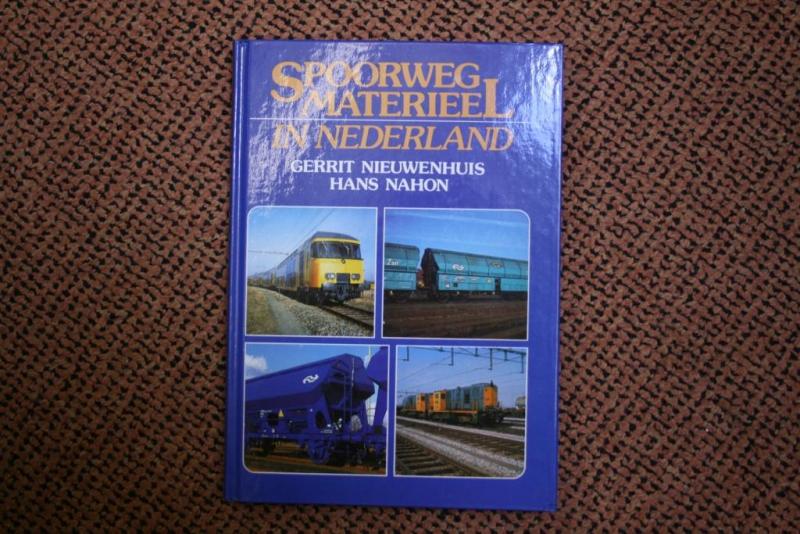 SPOORWEG
MATERIEEL
IN NEDERLAND
GERRIT NIEUWENHUIS
HANS NAHON